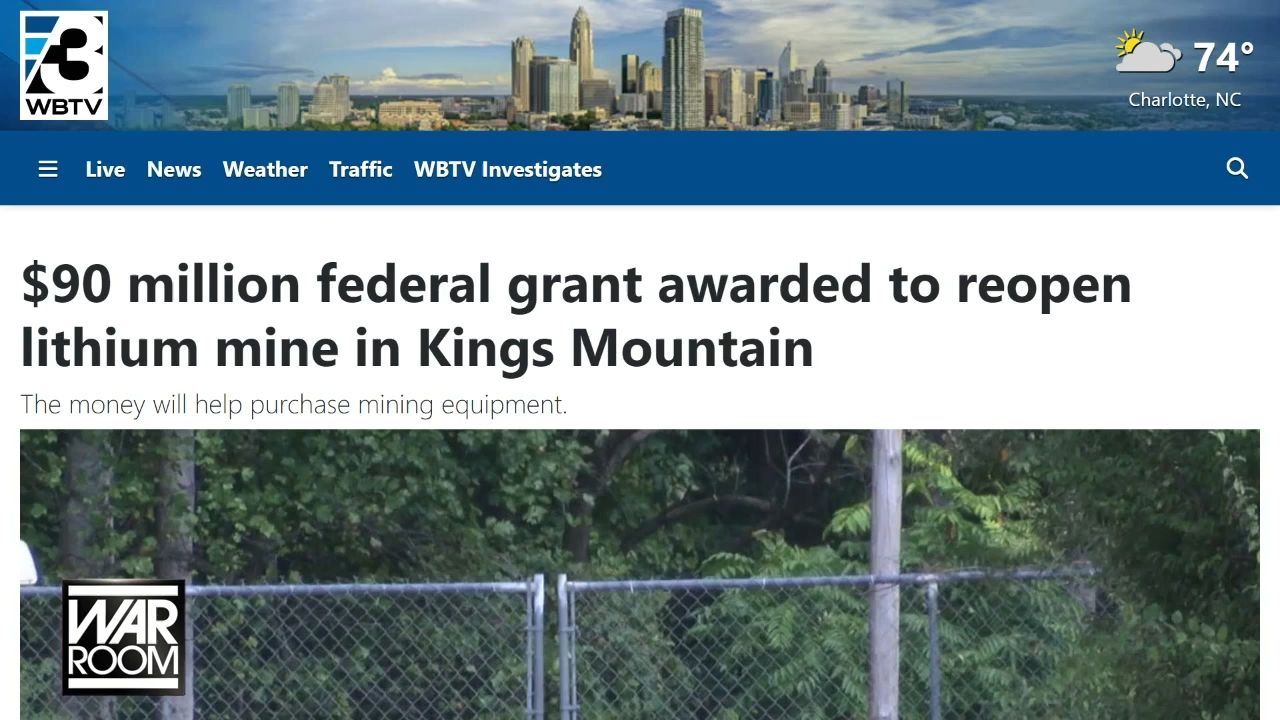 3
WBTV
74°
Charlotte, NC
Live News Weather Traffic WBTV Investigates
$90 million federal grant awarded to reopen
lithium mine in Kings Mountain
The money will help purchase mining equipment.
WAR
ROOM